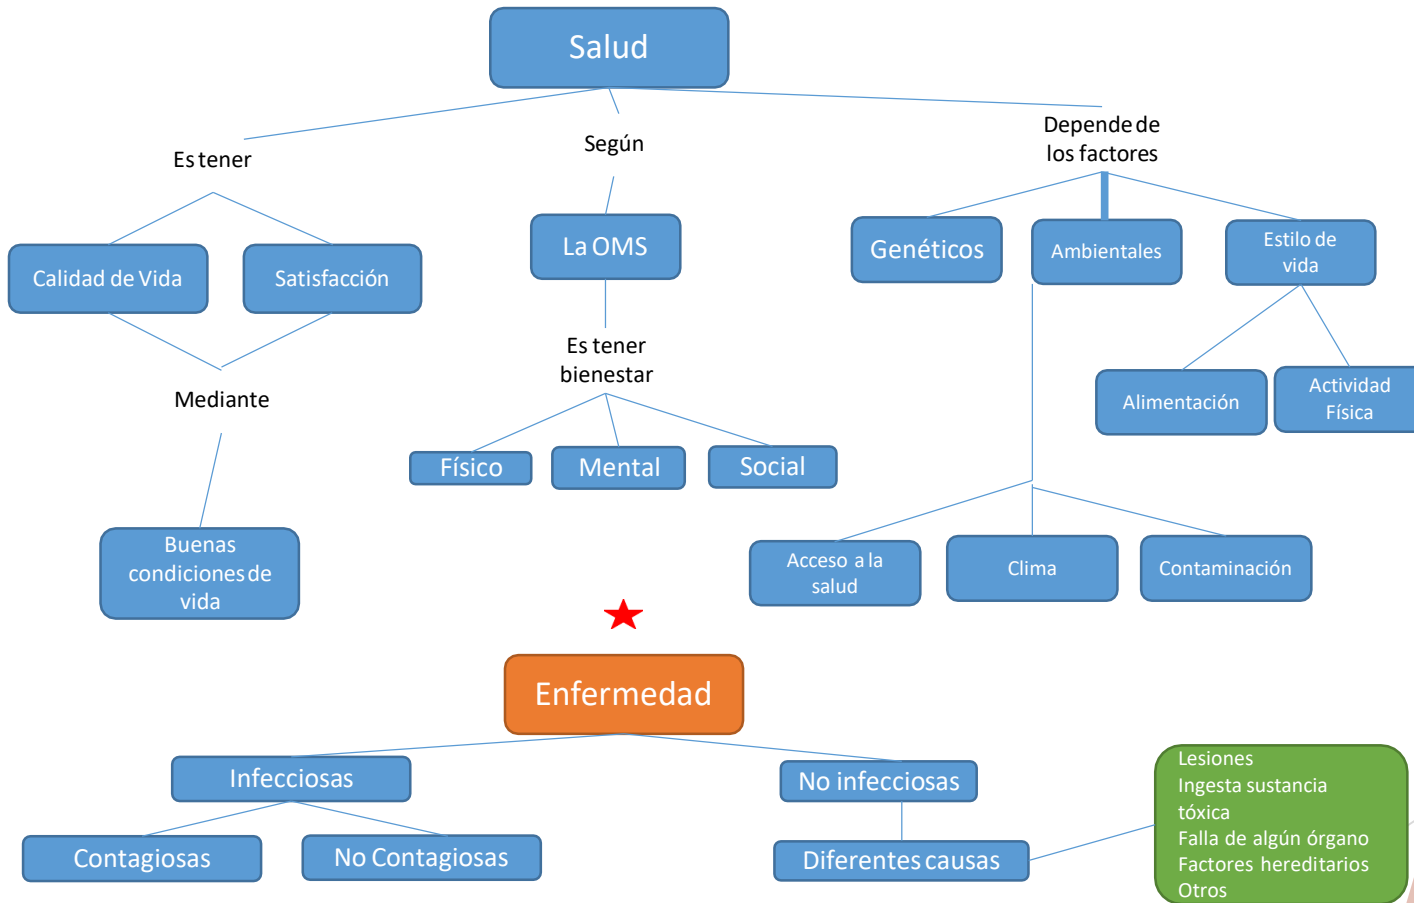 Salud
Es tener
Según
Depende de
los factores
Calidad de Vida
Satisfacción
La OMS
Genéticos
Ambientales
Estilo de
vida
Mediante
Es tener
bienestar
Alimentación
Actividad
Física
Físico
Mental
Social
Buenas
condiciones de
vida
Acceso a la
salud
Clima
Contaminación
Enfermedad
Infecciosas
No infecciosas
Contagiosas
No Contagiosas
Diferentes causas
Lesiones
Ingesta sustancia
tóxica
Falla de algún órgano
Factores hereditarios
Otros